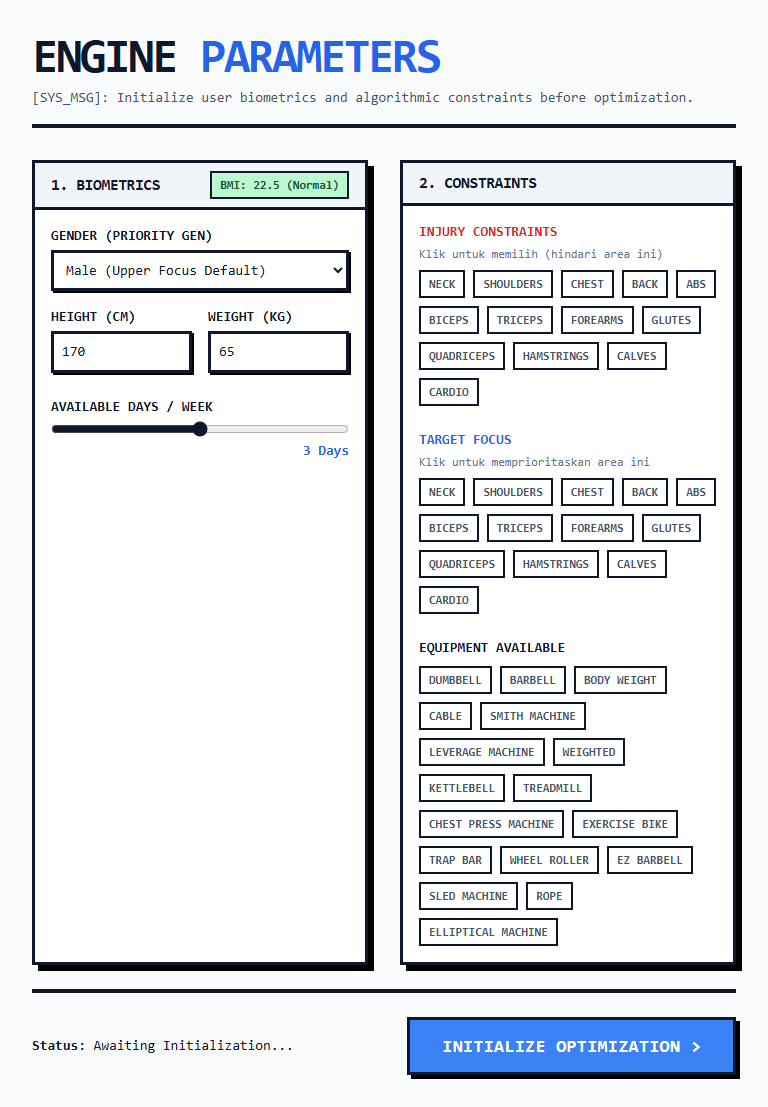 ENGINE PARAMETERS
[SYS_MSG]: Initialize user biometrics and algorithmic constraints before optimization.
1. BIOMETRICS
BMI: 22.5 (Normal)
GENDER (PRIORITY GEN)
Male (Upper Focus Default)
HEIGHT (CM) WEIGHT (KG)
170 65
AVAILABLE DAYS / WEEK
3 Days
2. CONSTRAINTS
INJURY CONSTRAINTS
Klik untuk memilih (hindari area ini)
NECK SHOULDERS CHEST BACK ABS
BICEPS TRICEPS FOREARMS GLUTES
QUADRICEPS HAMSTRINGS CALVES
CARDIO
TARGET FOCUS
Klik untuk memprioritaskan area ini
NECK SHOULDERS CHEST BACK ABS
BICEPS TRICEPS FOREARMS GLUTES
QUADRICEPS HAMSTRINGS CALVES
CARDIO
EQUIPMENT AVAILABLE
DUMBBELL BARBELL BODY WEIGHT
CABLE SMITH MACHINE
LEVERAGE MACHINE WEIGHTED
KETTLEBELL TREADMILL
CHEST PRESS MACHINE EXERCISE BIKE
TRAP BAR WHEEL ROLLER EZ BARBELL
SLED MACHINE ROPE
ELLIPTICAL MACHINE
Status: Awaiting Initialization...
INITIALIZE OPTIMIZATION >